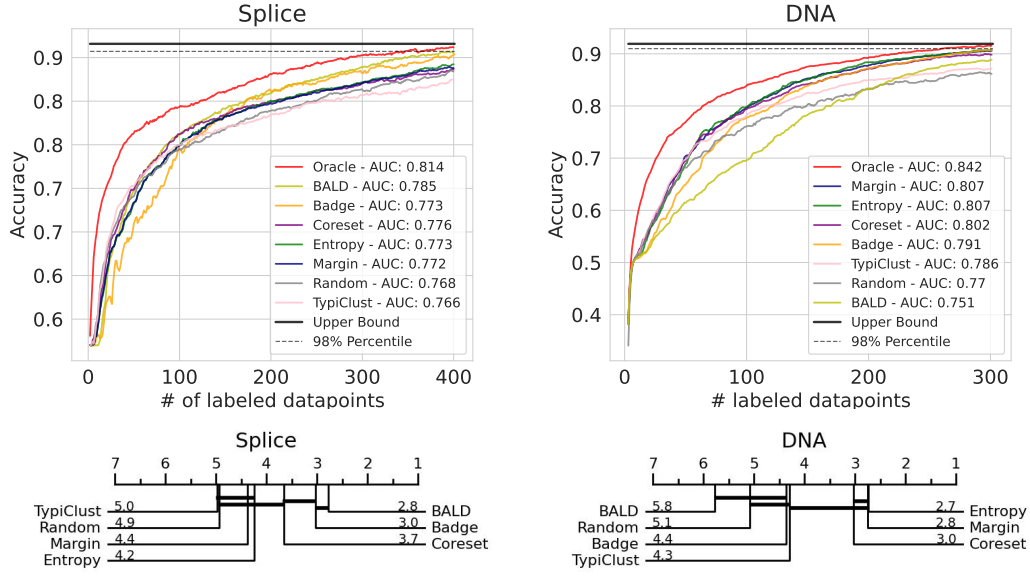 Splice
0.9
0.8
0.8
0.7
0.7
0.6
0.6
Accuracy
Oracle - AUC: 0.814
BALD - AUC: 0.785
Badge - AUC: 0.773
Coreset - AUC: 0.776
Entropy - AUC: 0.773
Margin - AUC: 0.772
Random - AUC: 0.768
TypiClust - AUC: 0.766
Upper Bound
98% Percentile
0 100 200 300 400
# of labeled datapoints
DNA
0.9
0.8
0.7
0.6
0.5
0.4
Accuracy
Oracle - AUC: 0.842
Margin - AUC: 0.807
Entropy - AUC: 0.807
Coreset - AUC: 0.802
Badge - AUC: 0.791
TypiClust - AUC: 0.786
Random - AUC: 0.77
BALD - AUC: 0.751
Upper Bound
98% Percentile
0 100 200 300
# labeled datapoints
Splice
7 6 5 4 3 2 1
TypiClust 5.0 2.8 BALD
Random 4.9 3.0 Badge
Margin 4.4 3.7 Coreset
Entropy 4.2
DNA
7 6 5 4 3 2 1
BALD 5.8 2.7 Entropy
Random 5.1 2.8 Margin
Badge 4.4 3.0 Coreset
TypiClust 4.3